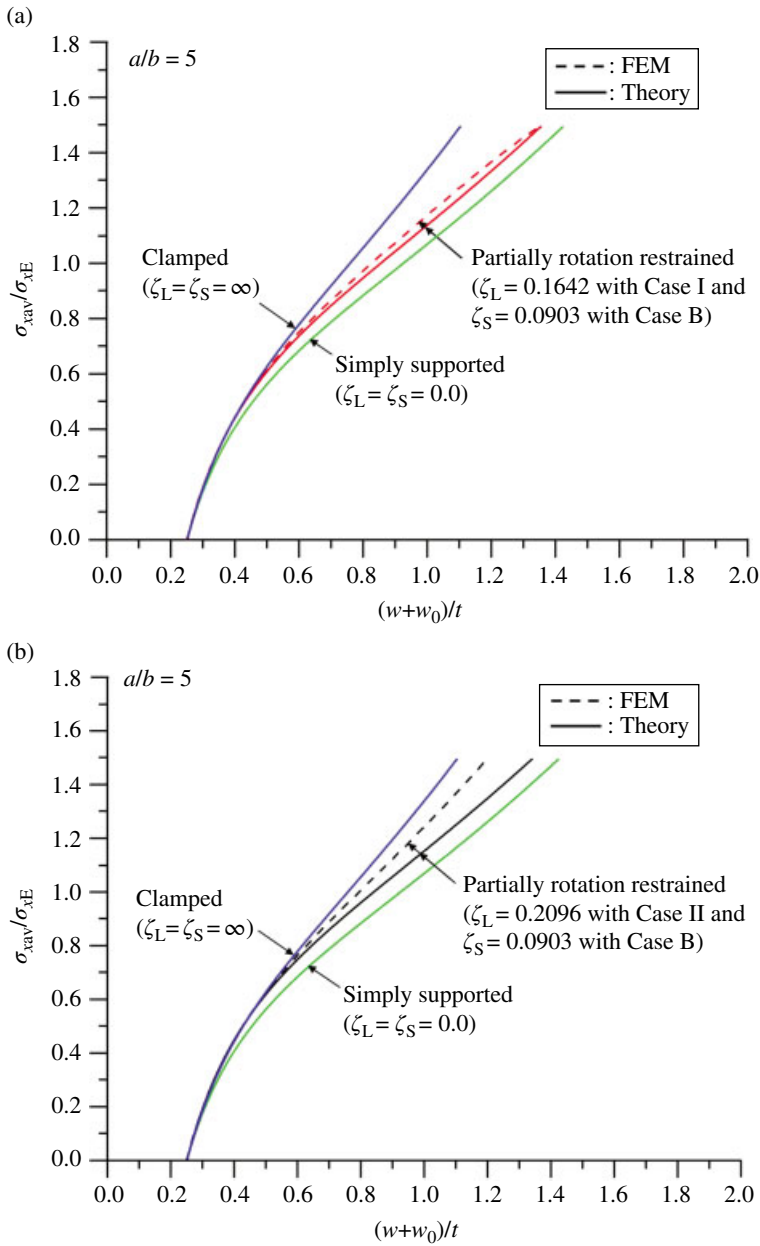 (a)
1.8
1.6
1.4
1.2
1.0
0.8
0.6
0.4
0.2
0.0
σxav/σxE
a/b = 5
: FEM
: Theory
Clamped
(ζL = ζS = ∞)
Partially rotation restrained
(ζL = 0.1642 with Case I and
ζS = 0.0903 with Case B)
Simply supported
(ζL = ζS = 0.0)
0.0 0.2 0.4 0.6 0.8 1.0 1.2 1.4 1.6 1.8 2.0
(w+w0)/t
(b)
1.8
1.6
1.4
1.2
1.0
0.8
0.6
0.4
0.2
0.0
σxav/σxE
a/b = 5
: FEM
: Theory
Clamped
(ζL = ζS = ∞)
Partially rotation restrained
(ζL = 0.2096 with Case II and
ζS = 0.0903 with Case B)
Simply supported
(ζL = ζS = 0.0)
0.0 0.2 0.4 0.6 0.8 1.0 1.2 1.4 1.6 1.8 2.0
(w+w0)/t